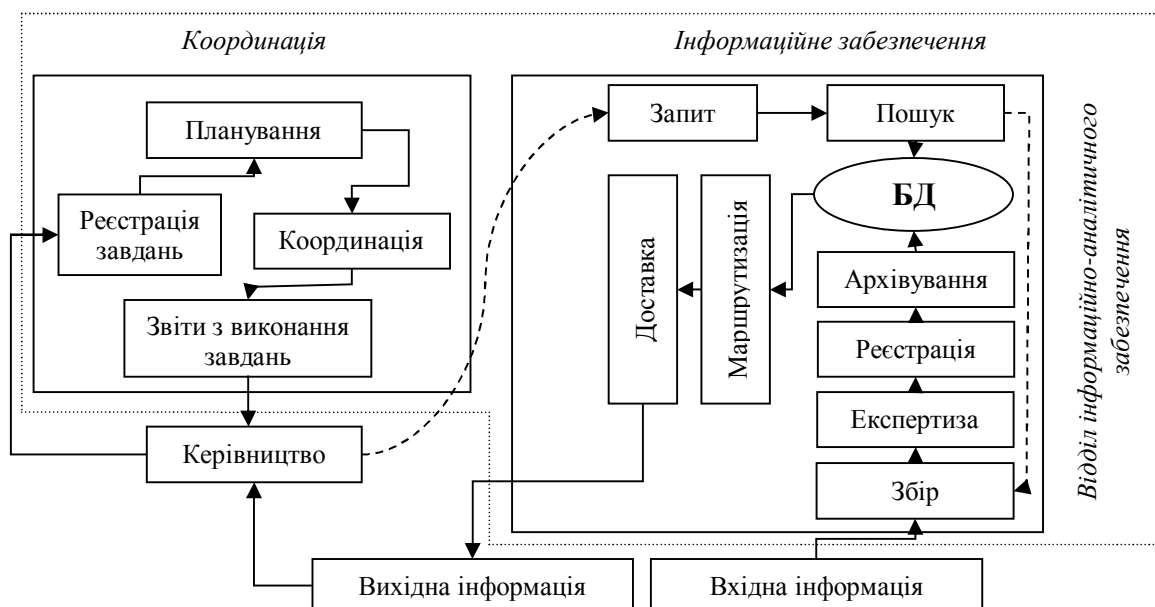 Координація
Інформаційне забезпечення
Планування
Реєстрація
завдань
Координація
Звіти з виконання
завдань
Керівництво
Запит
Пошук
БД
Доставка
Маршрутизація
Архівування
Реєстрація
Експертиза
Збір
Відділ інформаційно-аналітичного
забезпечення
Вихідна інформація
Вхідна інформація